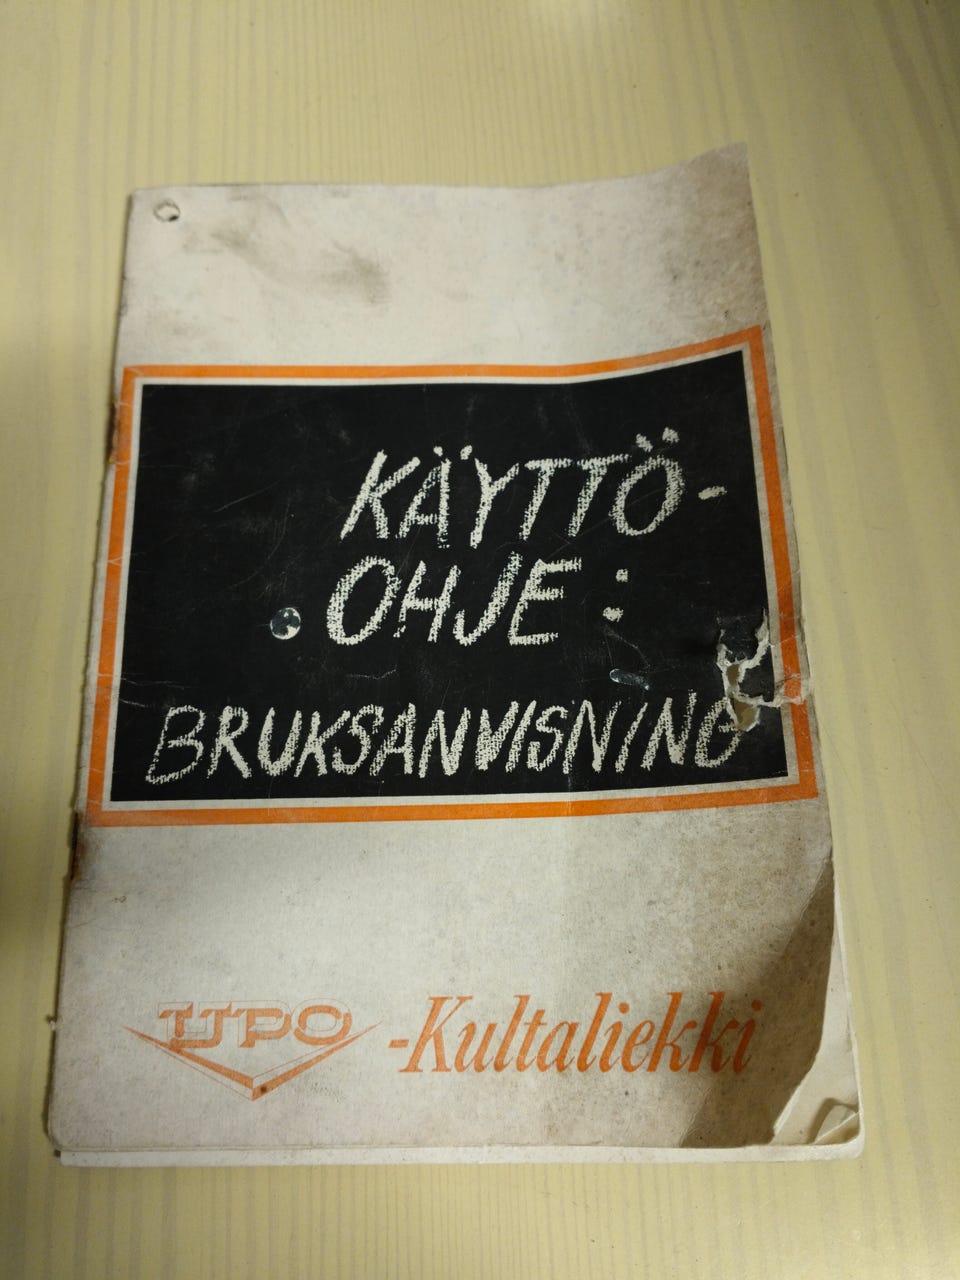 KÄYTTÖ-
OHJE:
BRUKSANVISNING
UPO -Kultaliekki